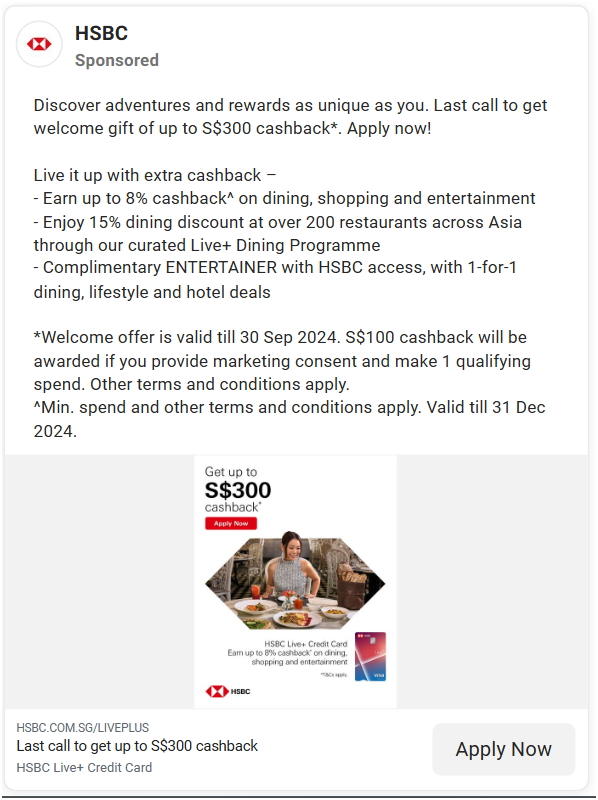 HSBC
Sponsored
Discover adventures and rewards as unique as you. Last call to get
welcome gift of up to S$300 cashback*. Apply now!
Live it up with extra cashback –
- Earn up to 8% cashback^ on dining, shopping and entertainment
- Enjoy 15% dining discount at over 200 restaurants across Asia
through our curated Live+ Dining Programme
- Complimentary ENTERTAINER with HSBC access, with 1-for-1
dining, lifestyle and hotel deals
*Welcome offer is valid till 30 Sep 2024. S$100 cashback will be
awarded if you provide marketing consent and make 1 qualifying
spend. Other terms and conditions apply.
^Min. spend and other terms and conditions apply. Valid till 31 Dec
2024.
Get up to
S$300
cashback*
Apply Now
HSBC Live+ Credit Card
Earn up to 8% cashback* on dining,
shopping and entertainment
*T&Cs apply.
VISA
HSBC
HSBC.COM.SG/LIVEPLUS
Last call to get up to S$300 cashback
HSBC Live+ Credit Card
Apply Now